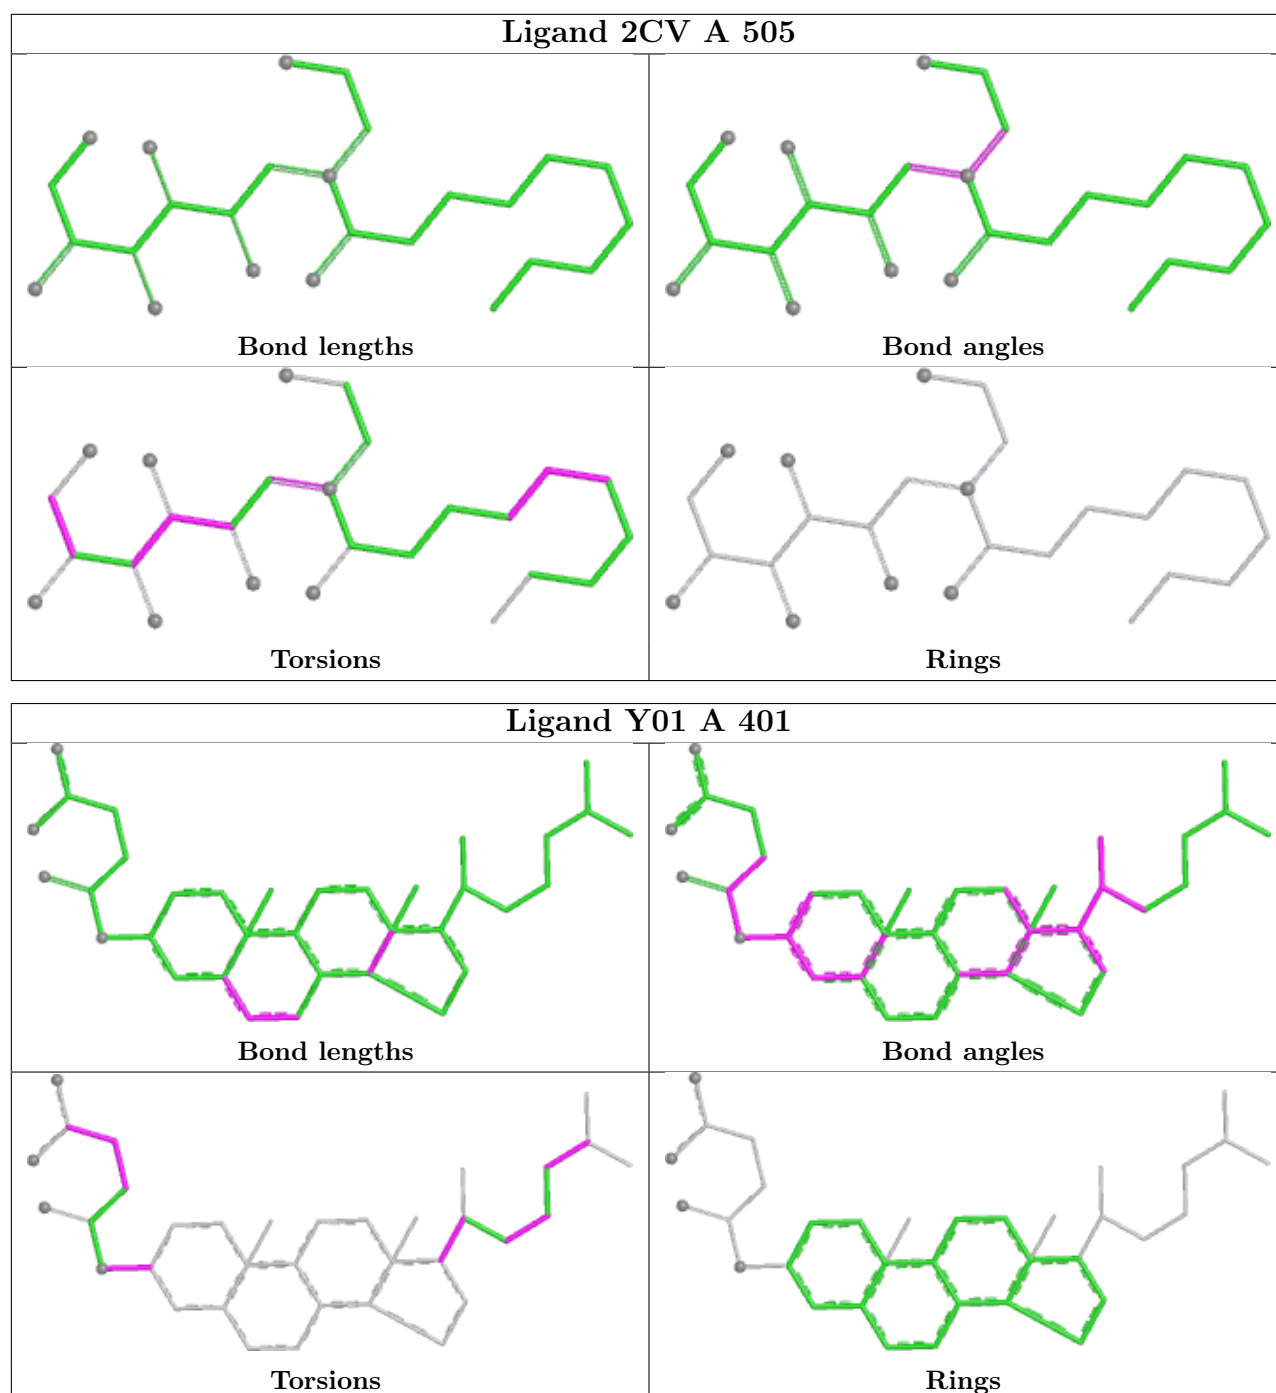 Ligand 2CV A 505
Bond lengths
Bond angles
Torsions
Rings
Ligand Y01 A 401
Bond lengths
Bond angles
Torsions
Rings